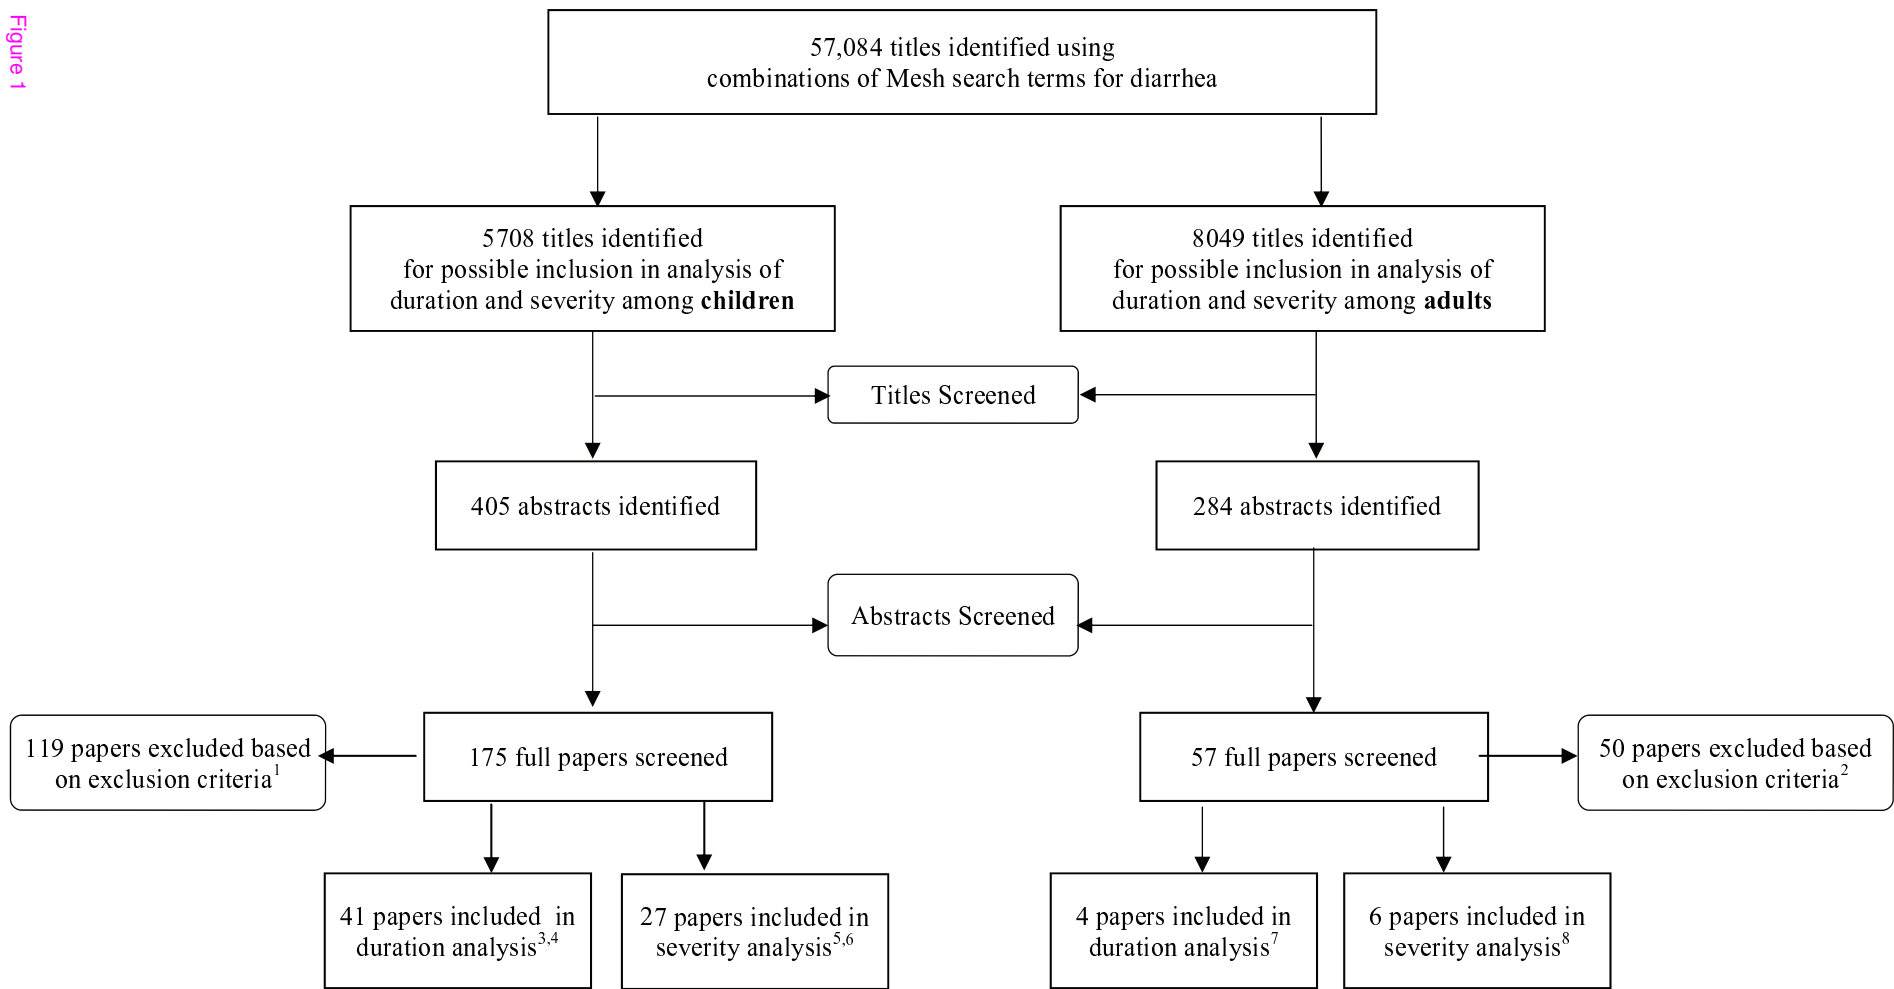 Figure 1
57,084 titles identified using
combinations of Mesh search terms for diarrhea
5708 titles identified
for possible inclusion in analysis of
duration and severity among children
8049 titles identified
for possible inclusion in analysis of
duration and severity among adults
Titles Screened
405 abstracts identified
284 abstracts identified
Abstracts Screened
119 papers excluded based
on exclusion criteria1
175 full papers screened
57 full papers screened
50 papers excluded based
on exclusion criteria2
41 papers included in
duration analysis3,4
27 papers included in
severity analysis5,6
4 papers included in
duration analysis7
6 papers included in
severity analysis8